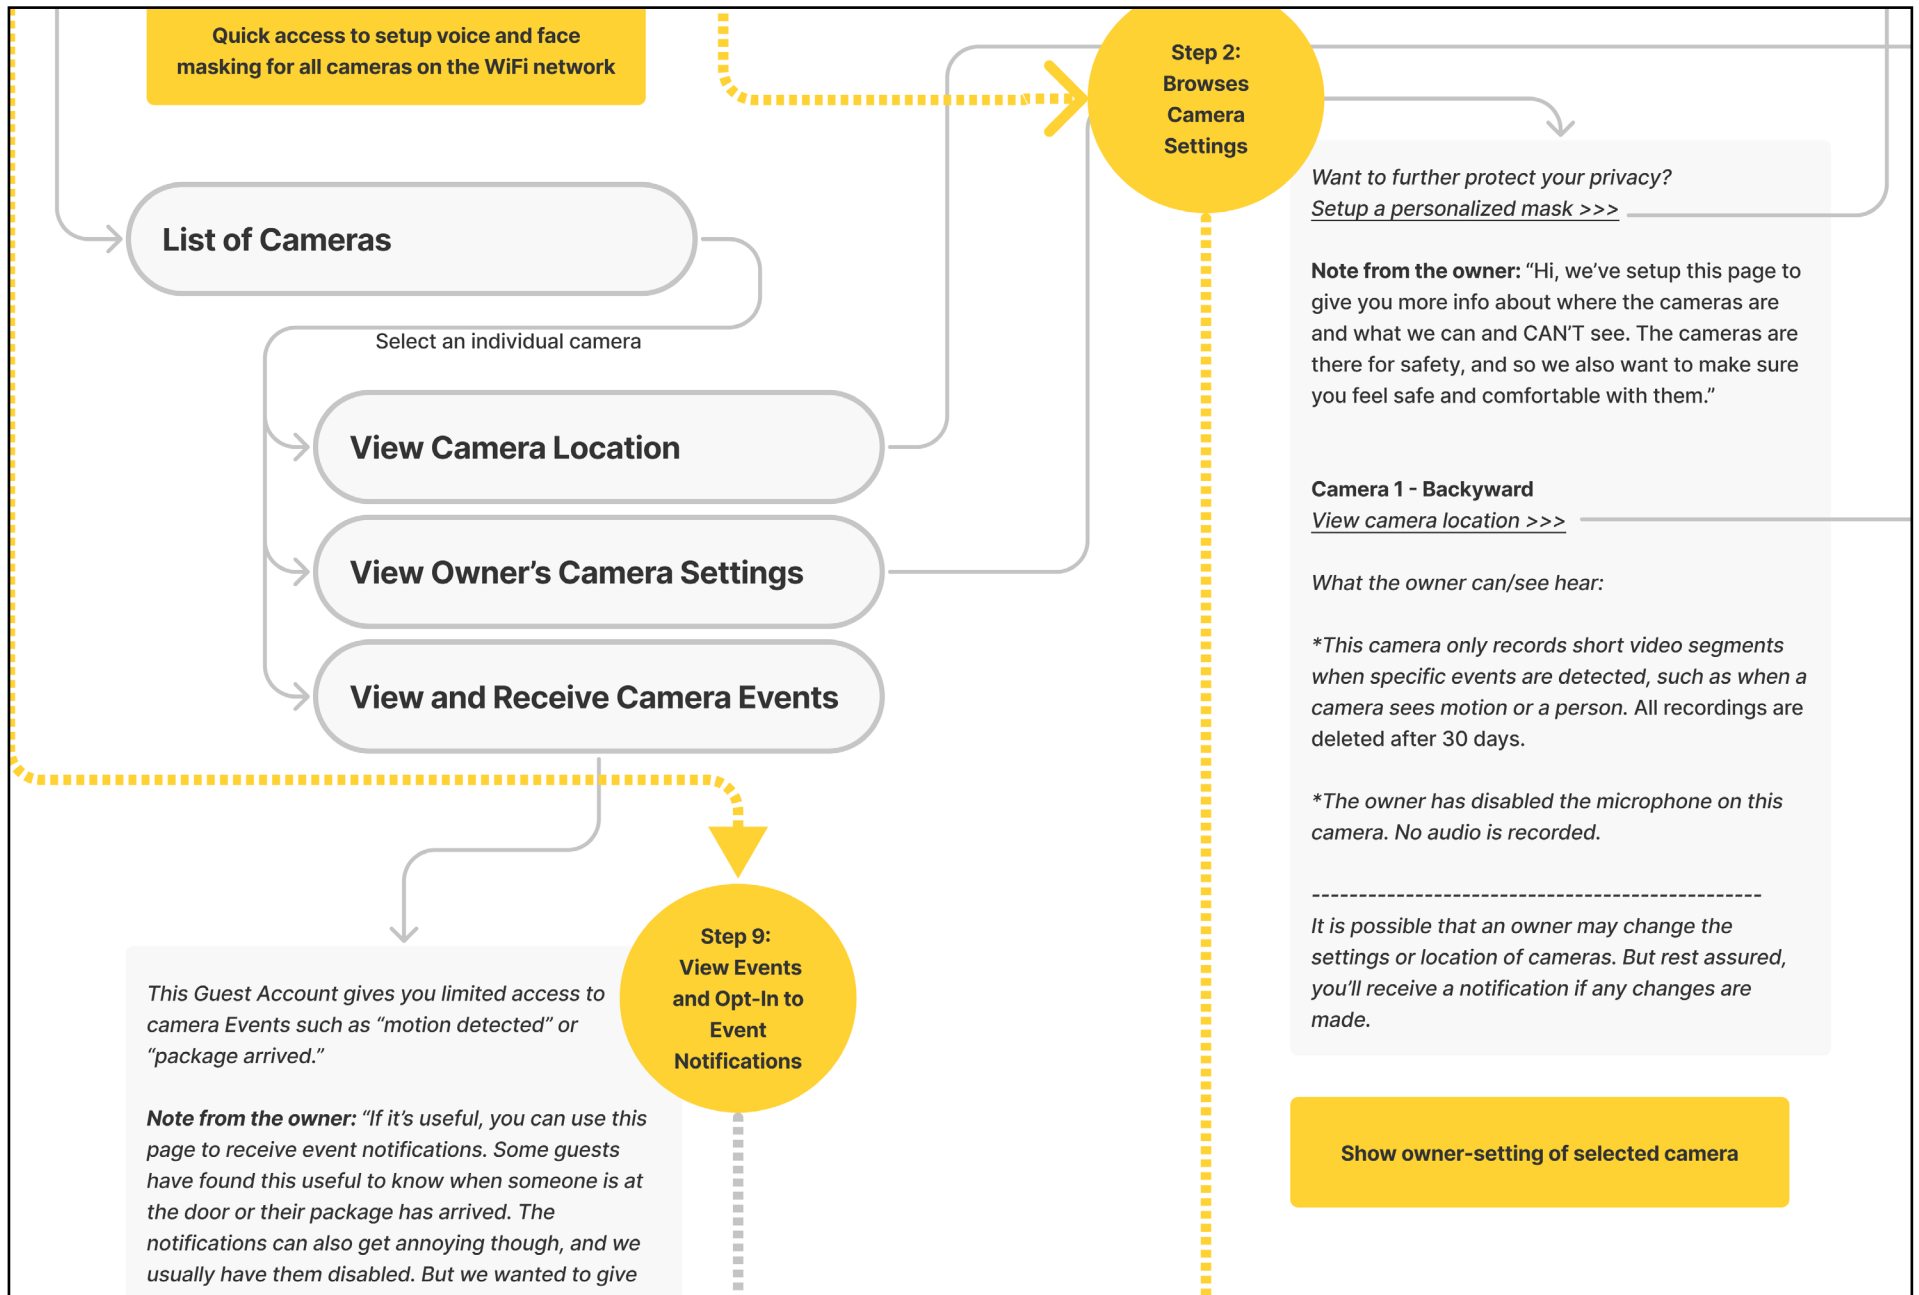 Quick access to setup voice and face
masking for all cameras on the WiFi network
Step 2:
Browses
Camera
Settings
List of Cameras
Select an individual camera
View Camera Location
View Owner’s Camera Settings
View and Receive Camera Events
Want to further protect your privacy?
Setup a personalized mask >>>
Note from the owner: “Hi, we’ve setup this page to
give you more info about where the cameras are
and what we can and CAN’T see. The cameras are
there for safety, and so we also want to make sure
you feel safe and comfortable with them.”
Camera 1 - Backyward
View camera location >>>
What the owner can/see hear:
*This camera only records short video segments
when specific events are detected, such as when a
camera sees motion or a person. All recordings are
deleted after 30 days.
*The owner has disabled the microphone on this
camera. No audio is recorded.
------------------------------------------------
It is possible that an owner may change the
settings or location of cameras. But rest assured,
you’ll receive a notification if any changes are
made.
Show owner-setting of selected camera
Step 9:
View Events
and Opt-In to
Event
Notifications
This Guest Account gives you limited access to
camera Events such as “motion detected” or
“package arrived.”
Note from the owner: “If it’s useful, you can use this
page to receive event notifications. Some guests
have found this useful to know when someone is at
the door or their package has arrived. The
notifications can also get annoying though, and we
usually have them disabled. But we wanted to give